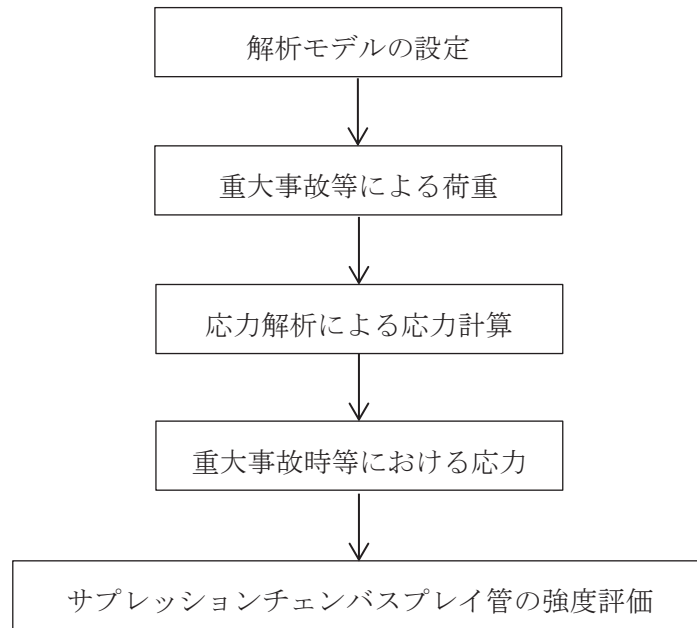 解析モデルの設定
重大事故等による荷重
応力解析による応力計算
重大事故時等における応力
サプレッションチェンバスプレイ管の強度評価